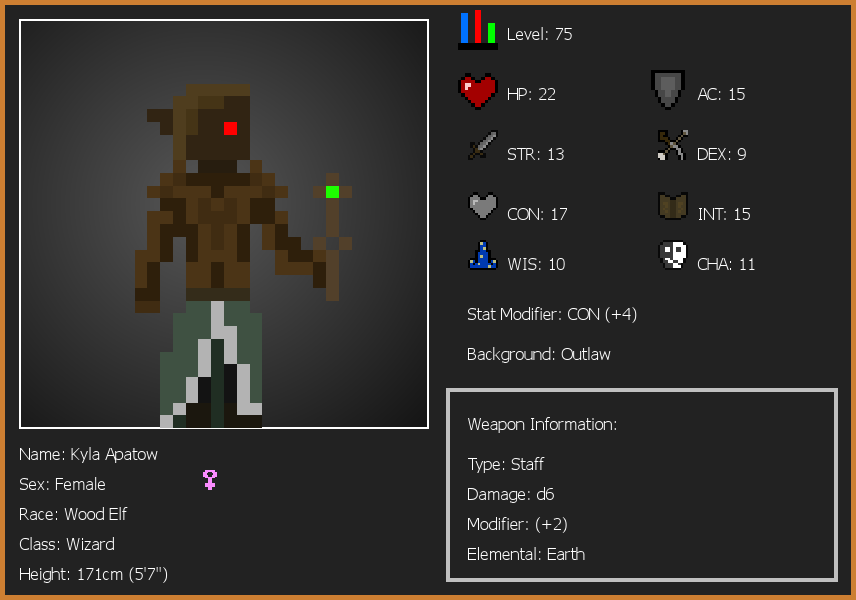 Level: 75
HP: 22
AC: 15
STR: 13
DEX: 9
CON: 17
INT: 15
WIS: 10
CHA: 11
Stat Modifier: CON (+4)
Background: Outlaw
Weapon Information:
Type: Staff
Damage: d6
Modifier: (+2)
Elemental: Earth
Name: Kyla Apatow
Sex: Female
Race: Wood Elf
Class: Wizard
Height: 171cm (5'7")